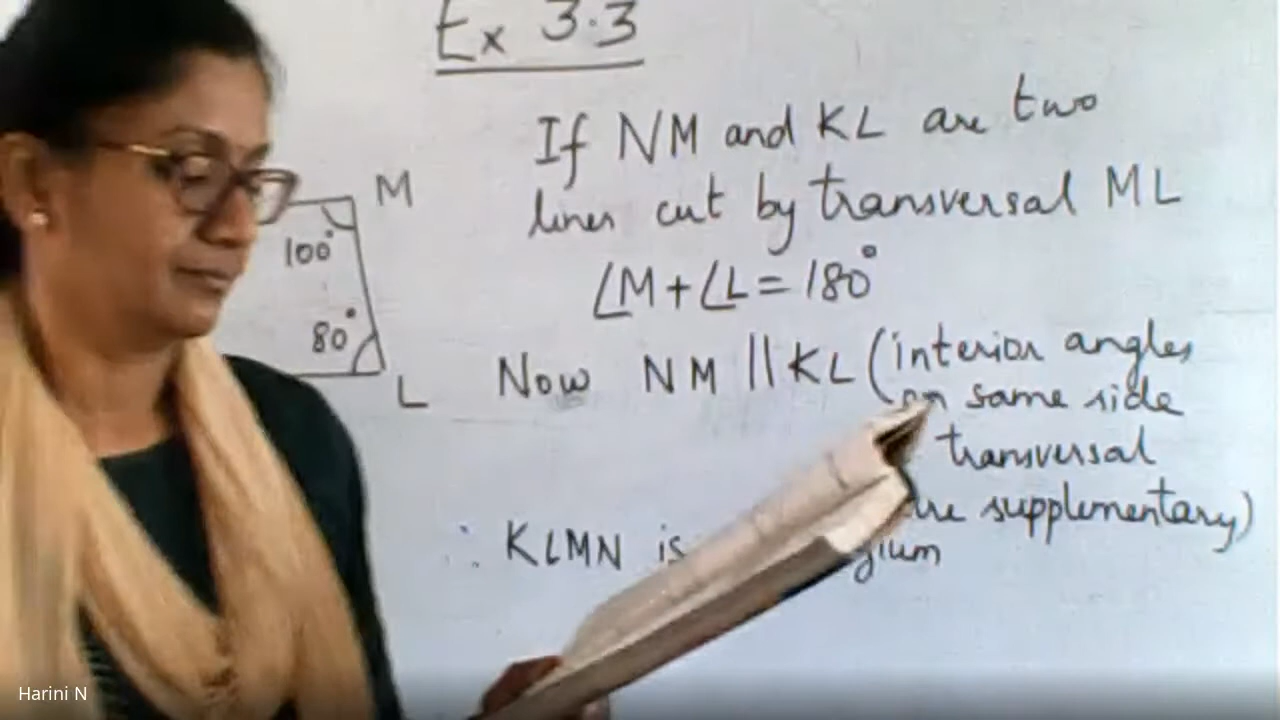 Ex 3.3
If NM and KL are two
lines cut by transversal ML
∠M+∠L=180°
Now NM || KL (interior angles
on same side
transversal
supplementary)
∴ KLMN is
M
100°
80°
L
Harini N